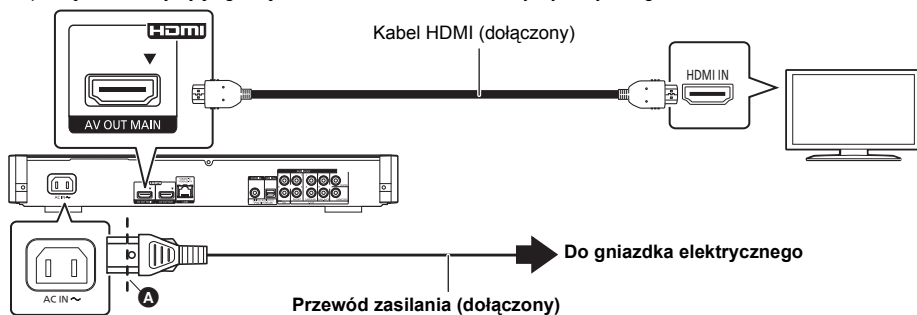 HDMI
Kabel HDMI (dołączony)
HDMI IN
AV OUT MAIN
AC IN ~
Do gniazdka elektrycznego
AC IN ~
A
Przewód zasilania (dołączony)